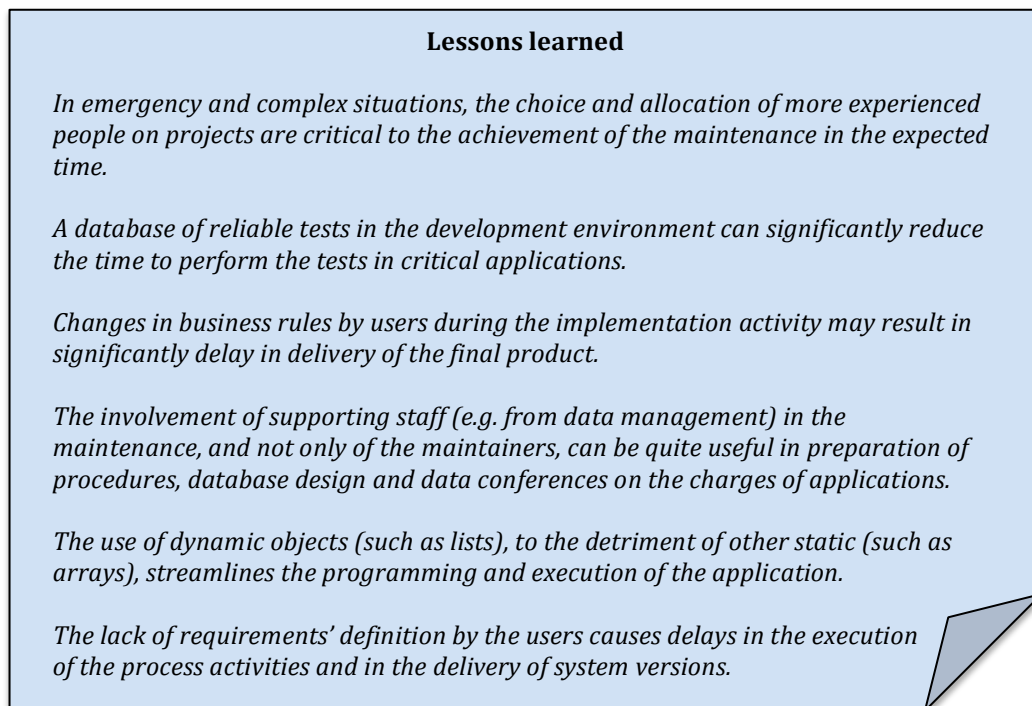 Lessons learned
In emergency and complex situations, the choice and allocation of more experienced
people on projects are critical to the achievement of the maintenance in the expected
time.
A database of reliable tests in the development environment can significantly reduce
the time to perform the tests in critical applications.
Changes in business rules by users during the implementation activity may result in
significantly delay in delivery of the final product.
The involvement of supporting staff (e.g. from data management) in the
maintenance, and not only of the maintainers, can be quite useful in preparation of
procedures, database design and data conferences on the charges of applications.
The use of dynamic objects (such as lists), to the detriment of other static (such as
arrays), streamlines the programming and execution of the application.
The lack of requirements’ definition by the users causes delays in the execution
of the process activities and in the delivery of system versions.